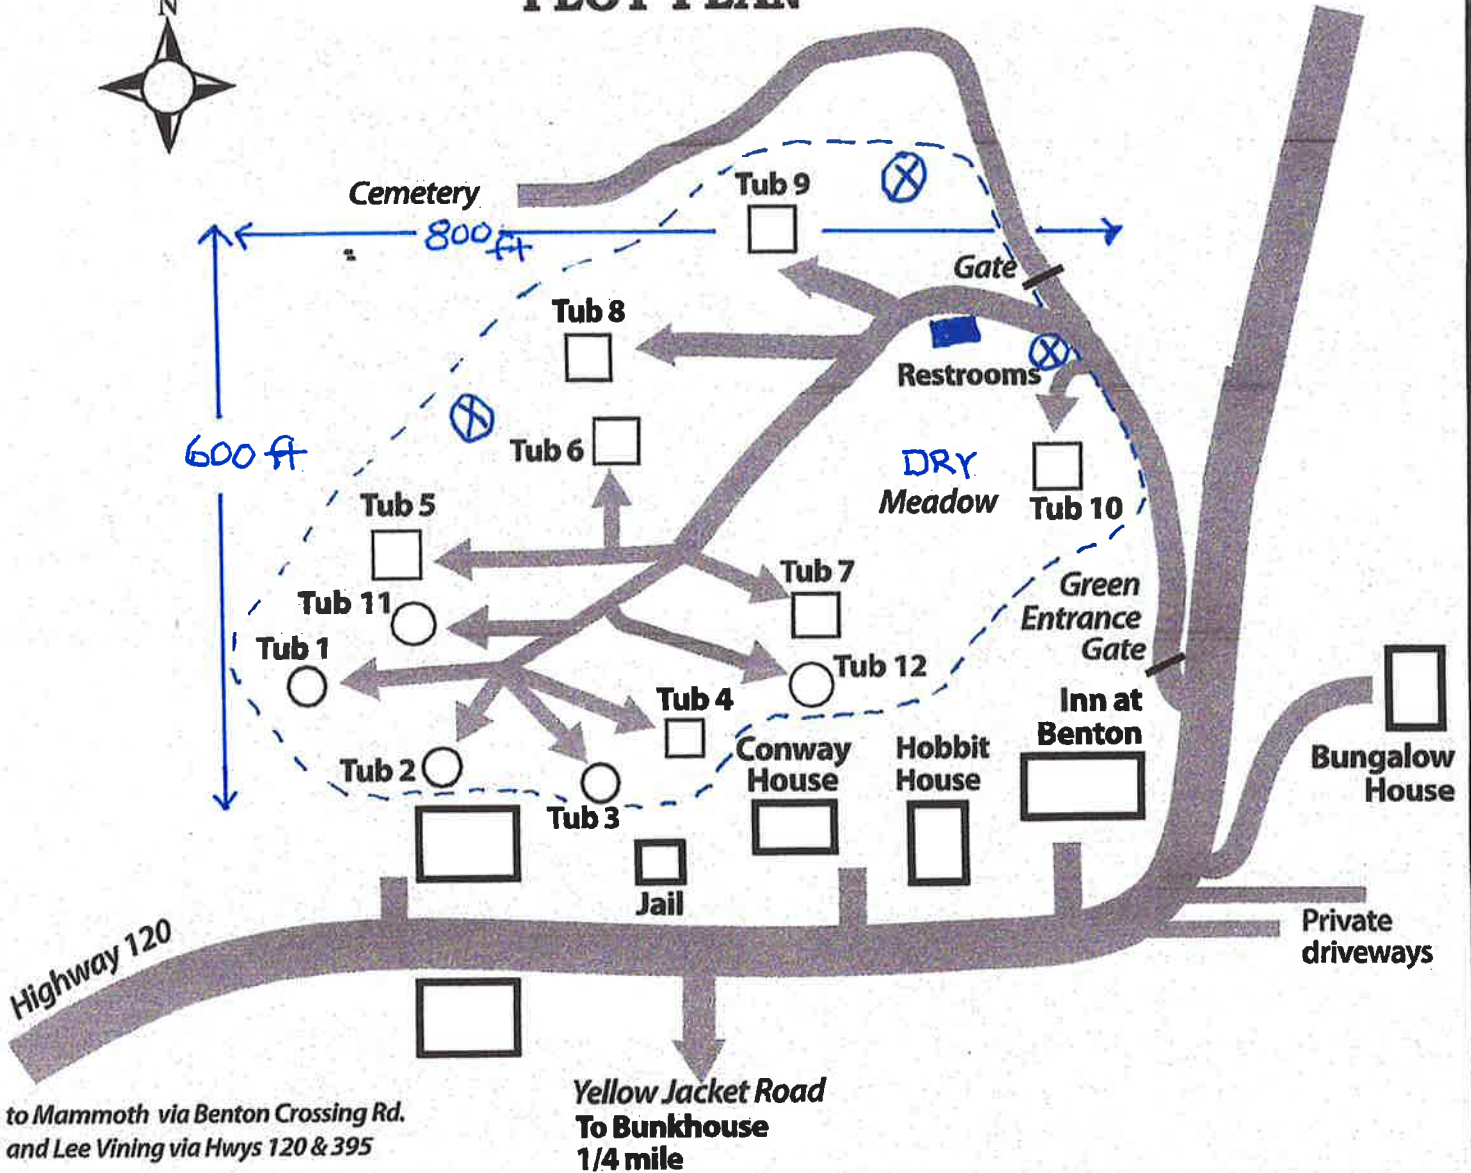 N
PLOT PLAN
Cemetery
Tub 9
800 ft
Gate
Tub 8
Restrooms
600 ft
Tub 6
DRY
Meadow
Tub 5
Tub 10
Tub 7
Green
Entrance
Gate
Tub 11
Tub 1
Tub 12
Tub 4
Inn at
Benton
Conway
House
Hobbit
House
Bungalow
House
Tub 2
Tub 3
Jail
Private
driveways
Highway 120
Yellow Jacket Road
To Bunkhouse
1/4 mile
to Mammoth via Benton Crossing Rd.
and Lee Vining via Hwys 120 & 395